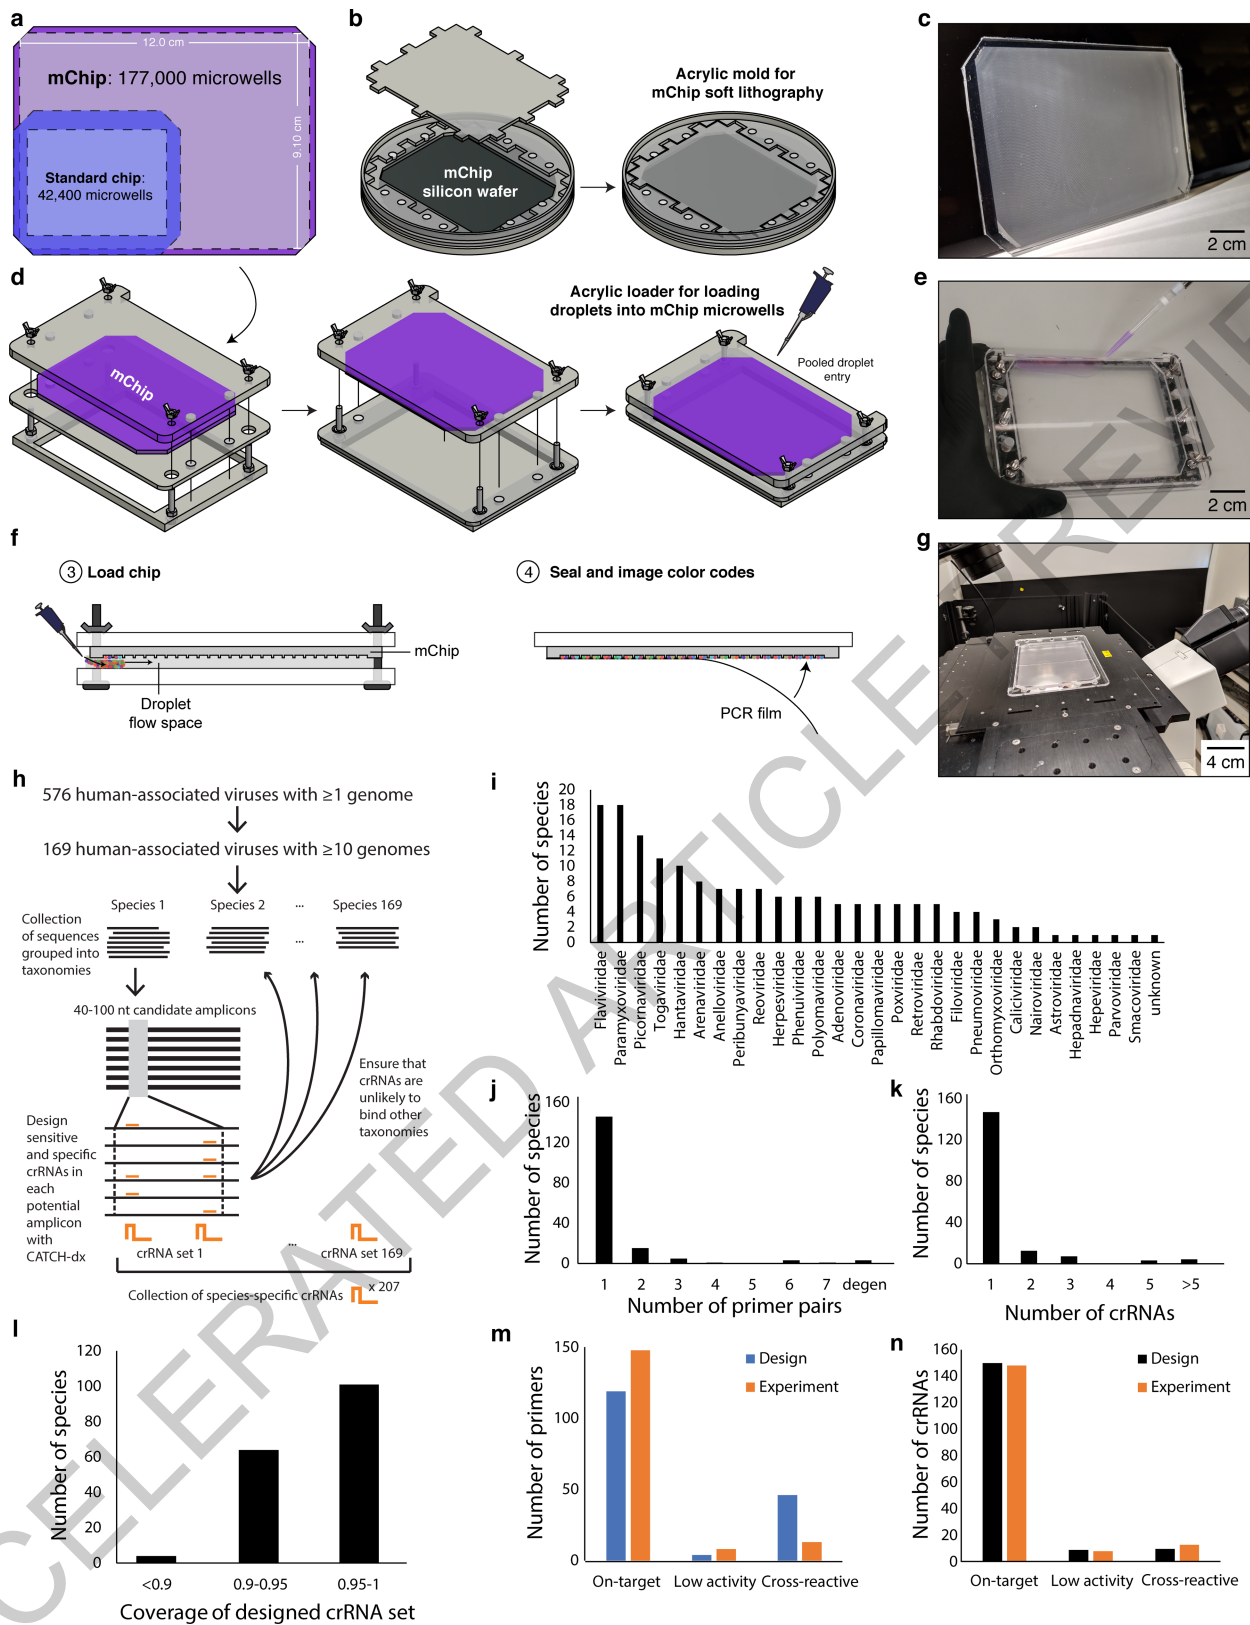 a
12.0 cm
mChip: 177,000 microwells
9.10 cm
Standard chip:
42,400 microwells
b
mChip
silicon wafer
Acrylic mold for
mChip soft lithography
c
2 cm
d
mChip
Acrylic loader for loading
droplets into mChip microwells
Pooled droplet
entry
e
2 cm
f
3 Load chip
mChip
Droplet
flow space
4 Seal and image color codes
PCR film
g
4 cm
h
576 human-associated viruses with ≥1 genome
169 human-associated viruses with ≥10 genomes
Species 1 Species 2 ... Species 169
Collection
of sequences
grouped into
taxonomies
...
40-100 nt candidate amplicons
Ensure that
crRNAs are
unlikely to
bind other
taxonomies
Design
sensitive
and specific
crRNAs in
each
potential
amplicon
with
CATCH-dx
crRNA set 1 ... crRNA set 169
Collection of species-specific crRNAs x 207
i
Number of species
20
18
16
14
12
10
8
6
4
2
0
Flaviviridae
Paramyxoviridae
Picornaviridae
Togaviridae
Hantaviridae
Arenaviridae
Anelloviridae
Peribunyaviridae
Reoviridae
Herpesviridae
Phenuiviridae
Polyomaviridae
Adenoviridae
Coronaviridae
Papillomaviridae
Poxviridae
Retroviridae
Rhabdoviridae
Filoviridae
Pneumoviridae
Orthomyxoviridae
Caliciviridae
Nairoviridae
Astroviridae
Hepadnaviridae
Hepeviridae
Parvoviridae
Smacoviridae
unknown
j
Number of species
160
120
80
40
0
1 2 3 4 5 6 7 degen
Number of primer pairs
k
Number of species
160
120
80
40
0
1 2 3 4 5 >5
Number of crRNAs
l
Number of species
120
100
80
60
40
20
0
<0.9 0.9-0.95 0.95-1
Coverage of designed crRNA set
m
Number of primers
150
100
50
0
Design
Experiment
On-target Low activity Cross-reactive
n
Number of crRNAs
160
140
120
100
80
60
40
20
0
Design
Experiment
On-target Low activity Cross-reactive
CELERATED ARTICLE PREVIE